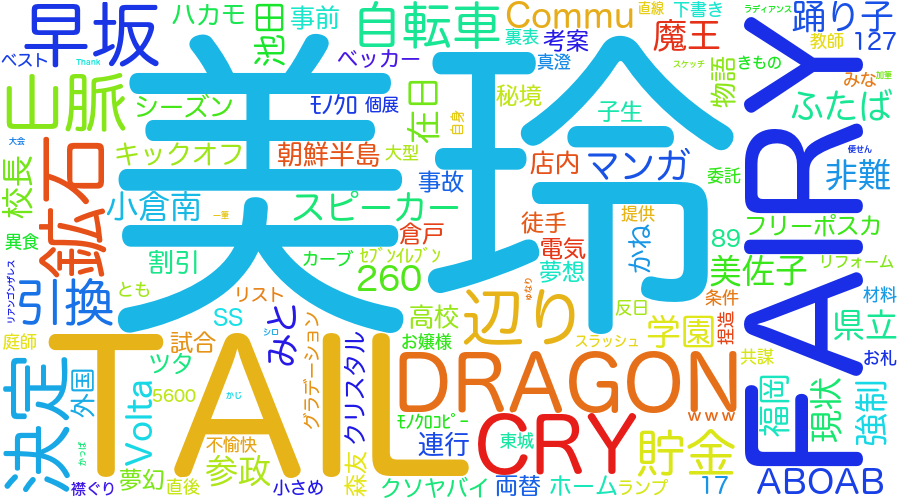 早坂
ハカモ
池田
事前
自転車
Commu
直線
下書き
ラディアンス
踊り子
ベスト
Thank
ベッカー
裏表
考案
魔王
教師
127
真澄
スケッチ
物語
きもの
みな
加筆
山脈
シーズン
モノクロ
個展
在日
自身
秘境
子生
ふたば
美玲
キックオフ
朝鮮半島
大型
店内
マンガ
大会
使せん
校長
鉱石
事故
委託
非難
小倉南
スピーカー
一筆
倉戸
徒手
提供
かね
フリーポスカ
異食
割引
カーブ
セブンイレブン
電気
89
リアンゴンザレス
260
夢想
美佐子
リフォーム
引換
とも
リスト
ゅなり
条件
材料
SS
みと
高校
辺り
反日
捏造
県立
庭師
試合
シロ
グラデーション
お嬢様
スラッシュ
学園
共謀
お札
FAIRY
TAIL
DRAGON
決定
外国
ツタ
クリスタル
福岡
現状
強制
Volta
5600
かじ
モノクロコピー
CRY
www
かっぱ
不愉快
連行
東城
貯金
襟ぐり
夢幻
直後
参政
小さめ
森友
クソヤバイ
両替
ホーム
ランプ
17
ABOAB